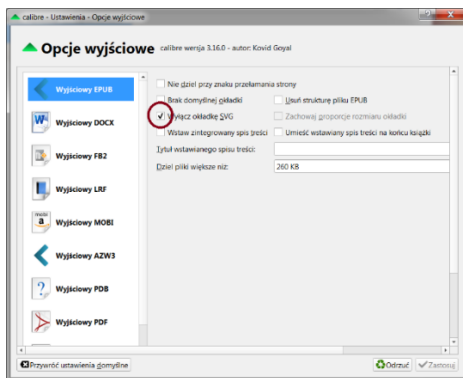 calibre - Ustawienia - Opcje wyjściowe
Opcje wyjściowe calibre wersja 3.16.0 - autor: Kovid Goyal
Wyjściowy EPUB
Wyjściowy DOCX
Wyjściowy FB2
Wyjściowy LRF
Wyjściowy MOBI
Wyjściowy AZW3
Wyjściowy PDB
Wyjściowy PDF
Nie dziel przy znaku przełamania strony
Brak domyślnej okładki Usuń strukturę pliku EPUB
Wyłącz okładkę SVG Zachowaj proporcje rozmiaru okładki
Wstaw zintegrowany spis treści Umieść wstawiany spis treści na końcu książki
Tytuł wstawianego spisu treści:
Dziel pliki większe niż: 260 KB
Przywróć ustawienia domyślne Odrzuć Zastosuj